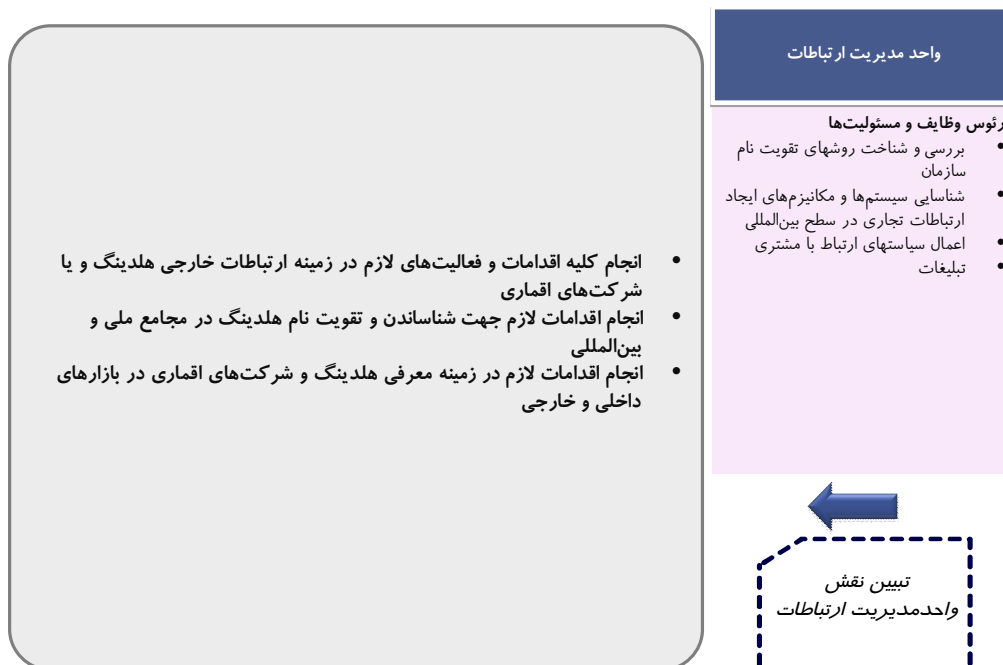 واحد مدیریت ارتباطات
رئوس وظایف و مسئولیت‌ها
• بررسی و شناخت روشهای تقویت نام
سازمان
• شناسایی سیستم‌ها و مکانیزم‌های ایجاد
ارتباطات تجاری در سطح بین‌المللی
• اعمال سیاستهای ارتباط با مشتری
• تبلیغات
• انجام کلیه اقدامات و فعالیت‌های لازم در زمینه ارتباطات خارجی هلدینگ و یا
شرکت‌های اقماری
• انجام اقدامات لازم جهت شناساندن و تقویت نام هلدینگ در مجامع ملی و
بین‌المللی
• انجام اقدامات لازم در زمینه معرفی هلدینگ و شرکت‌های اقماری در بازارهای
داخلی و خارجی
تبیین نقش
واحدمدیریت ارتباطات